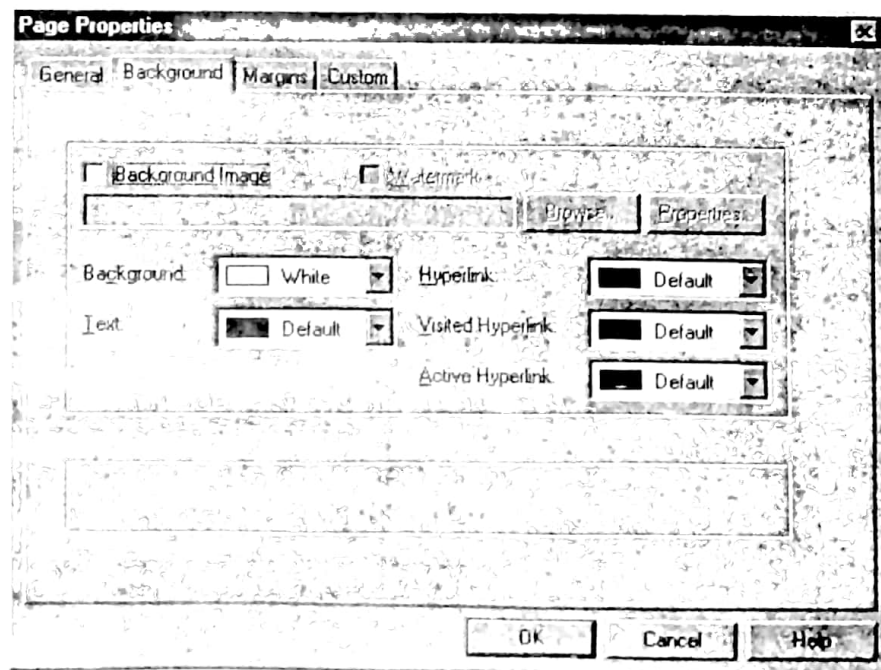 Page Properties
General Background Margins Custom
Background Image Watermark
Browse... Properties...
Background: White Hyperlink: Default
Text: Default Visited Hyperlink: Default
Active Hyperlink: Default
OK Cancel Help